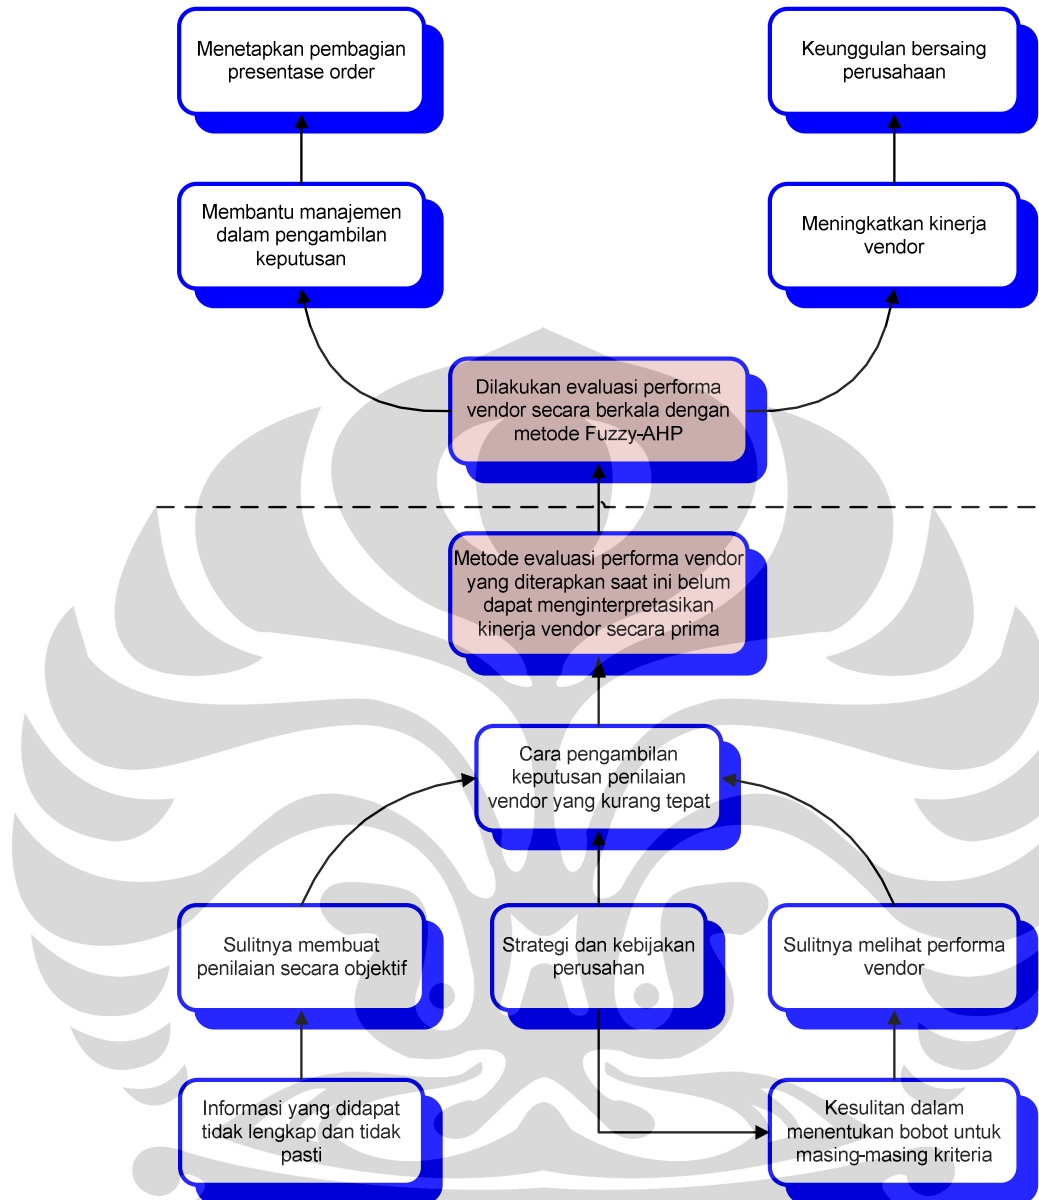 Menetapkan pembagian
presentase order
Keunggulan bersaing
perusahaan
Membantu manajemen
dalam pengambilan
keputusan
Meningkatkan kinerja
vendor
Dilakukan evaluasi performa
vendor secara berkala dengan
metode Fuzzy-AHP
Metode evaluasi performa vendor
yang diterapkan saat ini belum
dapat menginterpretasikan
kinerja vendor secara prima
Cara pengambilan
keputusan penilaian
vendor yang kurang tepat
Sulitnya membuat
penilaian secara objektif
Strategi dan kebijakan
perusahan
Sulitnya melihat performa
vendor
Informasi yang didapat
tidak lengkap dan tidak
pasti
Kesulitan dalam
menentukan bobot untuk
masing-masing kriteria